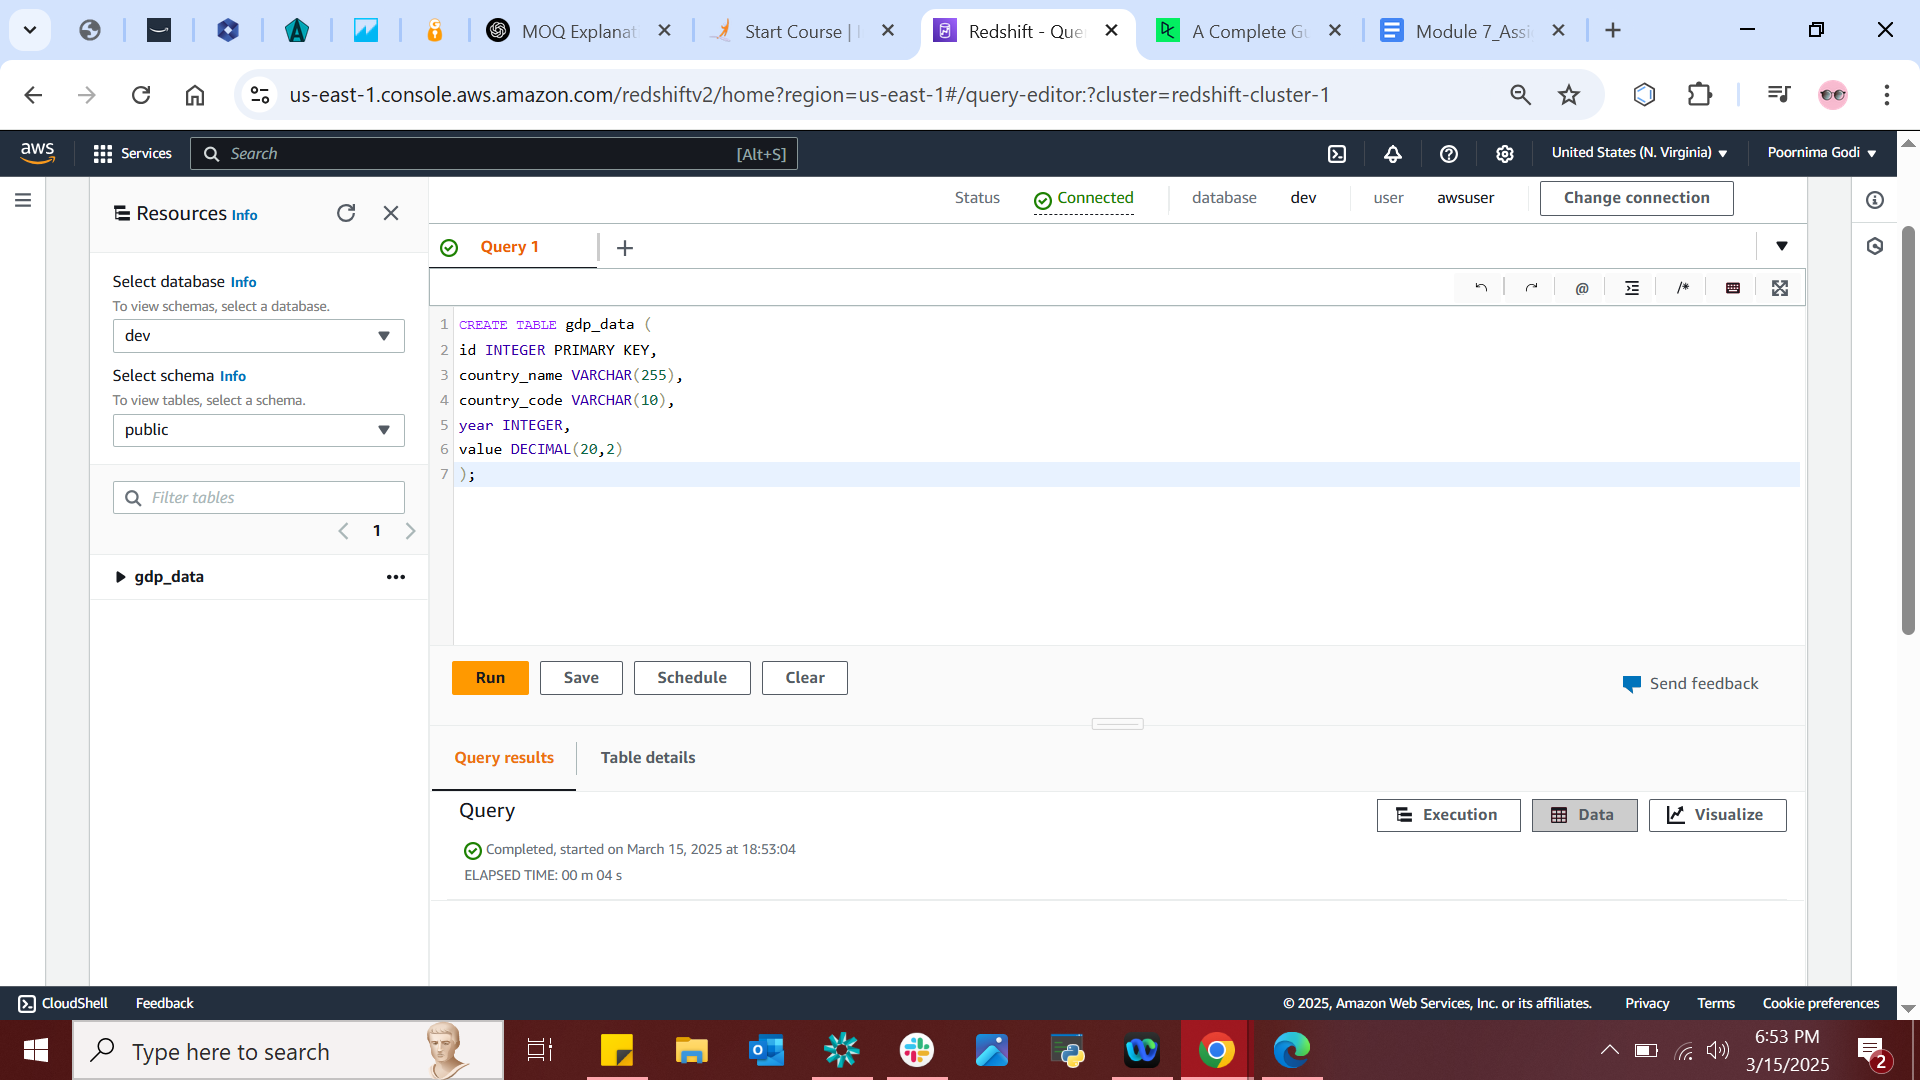 MOQ Explanat
Start Course |
Redshift - Que
A Complete Gu
Module 7_Assi
us-east-1.console.aws.amazon.com/redshiftv2/home?region=us-east-1#/query-editor:?cluster=redshift-cluster-1
aws
Services
Search
[Alt+S]
United States (N. Virginia)
Poornima Godi
Resources Info
Status
Connected
database
dev
user
awsuser
Change connection
Query 1
Select database Info
To view schemas, select a database.
dev
Select schema Info
To view tables, select a schema.
public
Filter tables
1
gdp_data
@
/*
1 CREATE TABLE gdp_data (
2 id INTEGER PRIMARY KEY,
3 country_name VARCHAR(255),
4 country_code VARCHAR(10),
5 year INTEGER,
6 value DECIMAL(20,2)
7 );
Run
Save
Schedule
Clear
Send feedback
Query results
Table details
Query
Execution
Data
Visualize
Completed, started on March 15, 2025 at 18:53:04
ELAPSED TIME: 00 m 04 s
CloudShell
Feedback
© 2025, Amazon Web Services, Inc. or its affiliates.
Privacy
Terms
Cookie preferences
Type here to search
6:53 PM
3/15/2025
2